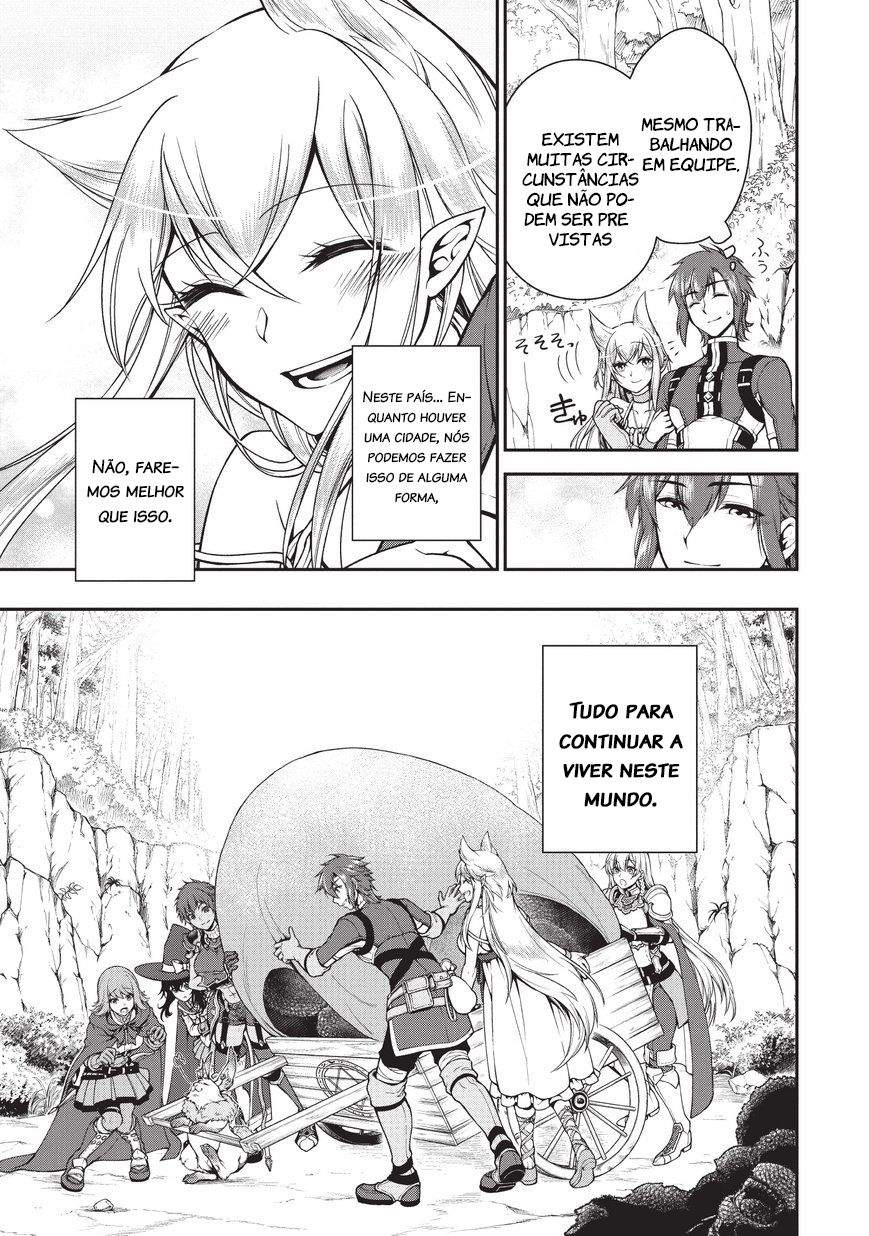 MESMO TRA-
BALHANDO
EM EQUIPE.
EXISTEM
MUITAS CIR-
CUNSTÂNCIAS
QUE NÃO PO-
DEM SER PRE
VISTAS
ふぅ
そそそ…っ
きゅ
NESTE PAÍS... EN-
QUANTO HOUVER
UMA CIDADE, NÓS
PODEMOS FAZER
ISSO DE ALGUMA
FORMA,
NÃO, FARE-
MOS MELHOR
QUE ISSO.
TUDO PARA
CONTINUAR A
VIVER NESTE
MUNDO.